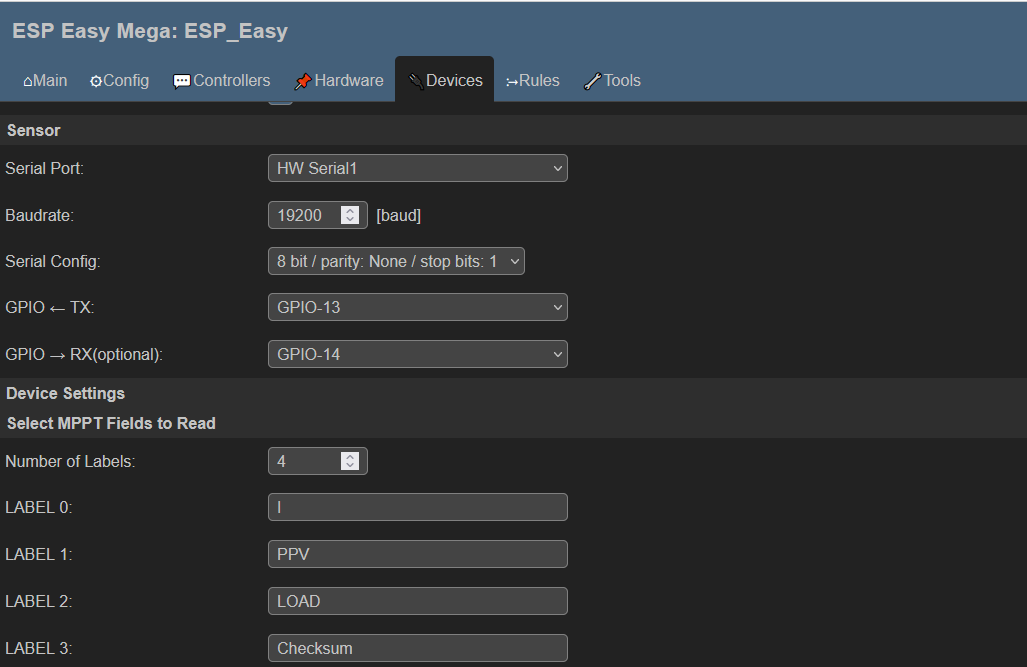 ESP Easy Mega: ESP_Easy
Main Config Controllers Hardware Devices Rules Tools
Sensor
Serial Port: HW Serial1
Baudrate: 19200 [baud]
Serial Config: 8 bit / parity: None / stop bits: 1
GPIO ← TX: GPIO-13
GPIO → RX(optional): GPIO-14
Device Settings
Select MPPT Fields to Read
Number of Labels: 4
LABEL 0: I
LABEL 1: PPV
LABEL 2: LOAD
LABEL 3: Checksum